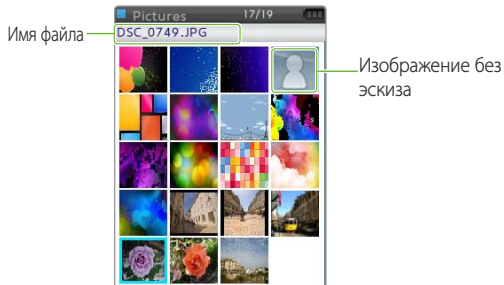 Pictures 17/19
DSC_0749.JPG
Имя файла
Изображение без
эскиза